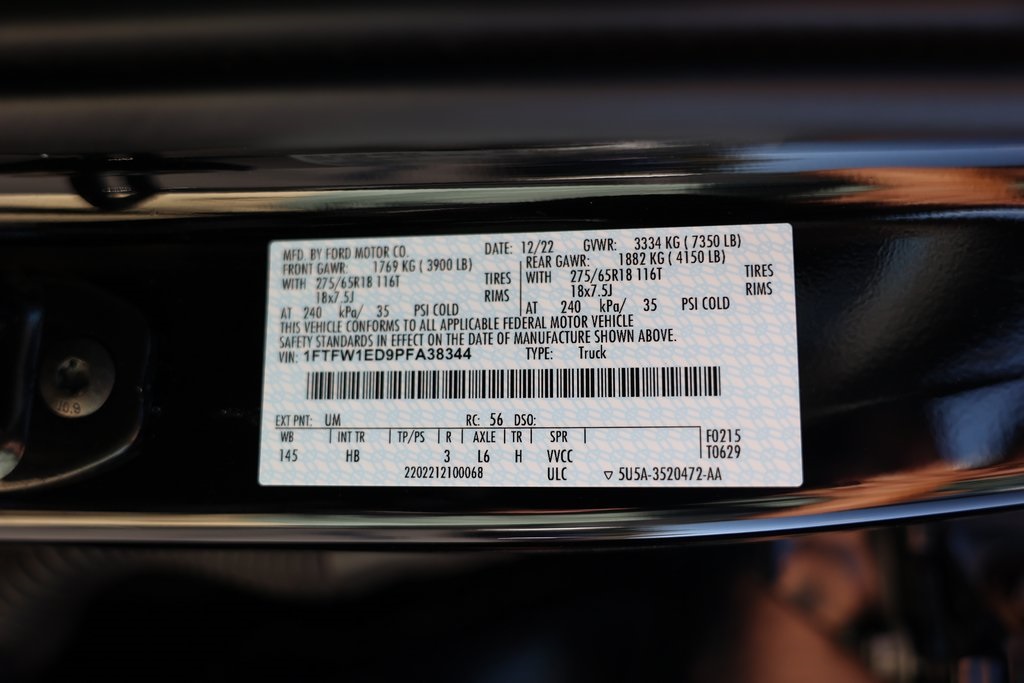 MFD. BY FORD MOTOR CO. DATE: 12/22 GVWR: 3334 KG ( 7350 LB)
FRONT GAWR: 1769 KG ( 3900 LB) REAR GAWR: 1882 KG ( 4150 LB)
WITH 275/65R18 116T TIRES WITH 275/65R18 116T TIRES
18x7.5J RIMS 18x7.5J RIMS
AT 240 kPa/ 35 PSI COLD AT 240 kPa/ 35 PSI COLD
THIS VEHICLE CONFORMS TO ALL APPLICABLE FEDERAL MOTOR VEHICLE
SAFETY STANDARDS IN EFFECT ON THE DATE OF MANUFACTURE SHOWN ABOVE.
VIN: 1FTFW1ED9PFA38344 TYPE: Truck
EXT PNT: UM RC: 56 DSO:
WB INT TR TP/PS R AXLE TR SPR F0215
145 HB 3 L6 H VVCC T0629
2202212100068 ULC ▽ 5U5A-3520472-AA
10.9